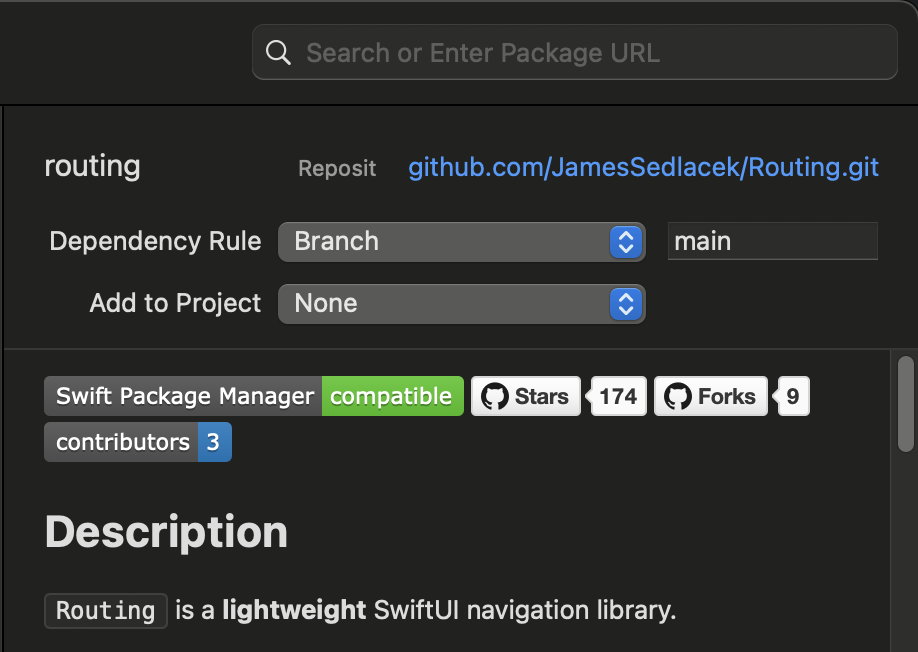 Search or Enter Package URL
routing Reposit github.com/JamesSedlacek/Routing.git
Dependency Rule Branch main
Add to Project None
Swift Package Manager compatible Stars 174 Forks 9
contributors 3
Description
Routing is a lightweight SwiftUI navigation library.